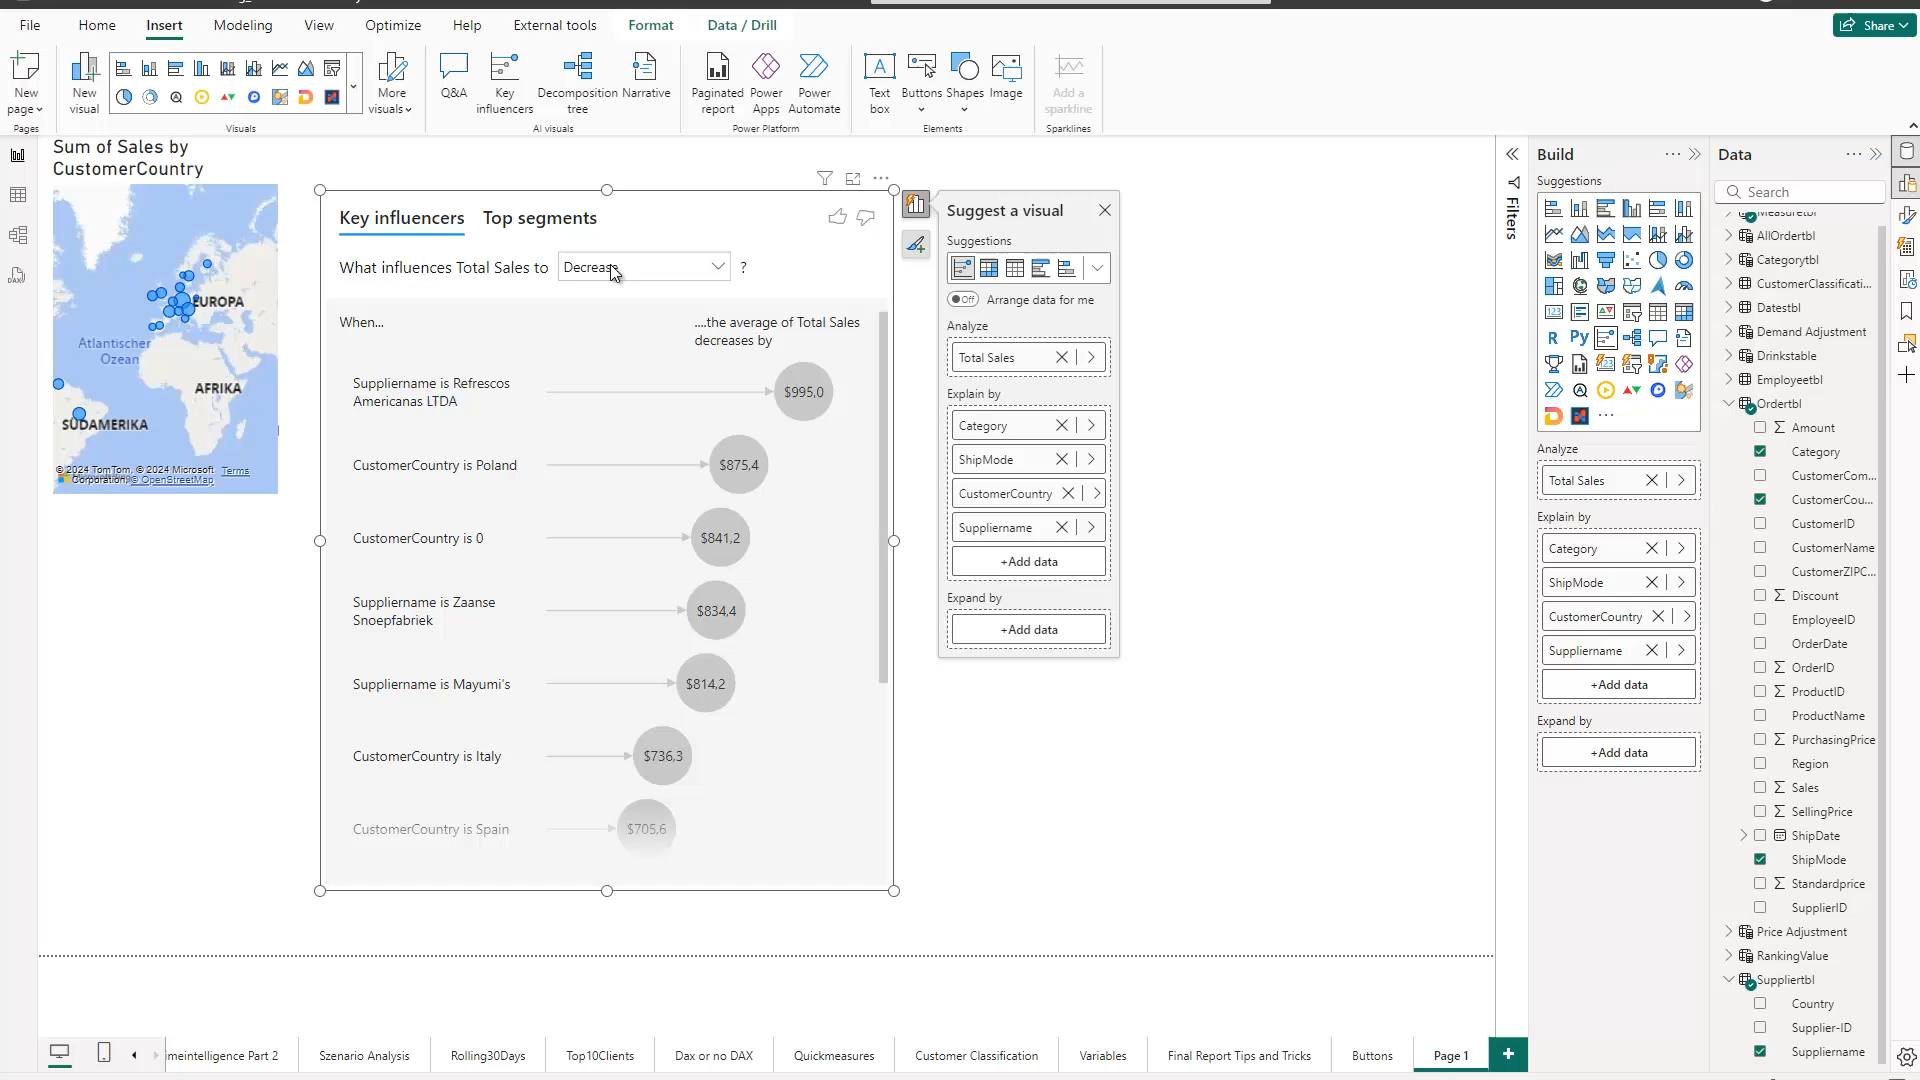 File
Home
Insert
Modeling
View
Optimize
Help
External tools
Format
Data / Drill
Share
New
page
Pages
New
visual
Visuals
More
visuals
Q&A
Key
influencers
Decomposition
tree
Narrative
AI visuals
Paginated
report
Power
Apps
Power
Automate
Power Platform
Text
box
Buttons
Shapes
Image
Elements
Add a
sparkline
Sparklines
Sum of Sales by
CustomerCountry
EUROPA
Atlantischer
Ozean
AFRIKA
SÜDAMERIKA
© 2024 TomTom, © 2024 Microsoft
Corporation, © OpenStreetMap
Terms
Key influencers
Top segments
What influences Total Sales to
Decrease
?
When...
....the average of Total Sales
decreases by
Suppliername is Refrescos
Americanas LTDA
$995,0
CustomerCountry is Poland
$875,4
CustomerCountry is 0
$841,2
Suppliername is Zaanse
Snoepfabriek
$834,4
Suppliername is Mayumi's
$814,2
CustomerCountry is Italy
$736,3
CustomerCountry is Spain
$705,6
Suggest a visual
Suggestions
Off
Arrange data for me
Analyze
Total Sales
Explain by
Category
ShipMode
CustomerCountry
Suppliername
+Add data
Expand by
+Add data
Filters
Build
Suggestions
R
Py
Analyze
Total Sales
Explain by
Category
ShipMode
CustomerCountry
Suppliername
+Add data
Expand by
+Add data
Data
Search
AllOrdertbl
Categorytbl
CustomerClassificati...
Datestbl
Demand Adjustment
Drinkstable
Employeetbl
Ordertbl
Amount
Category
CustomerCom...
CustomerCou...
CustomerID
CustomerName
CustomerZIPC...
Discount
EmployeeID
OrderDate
OrderID
ProductID
ProductName
PurchasingPrice
Region
Sales
SellingPrice
ShipDate
ShipMode
Standardprice
SupplierID
Price Adjustment
RankingValue
Suppliertbl
Country
Supplier-ID
Suppliername
DAX
imeintelligence Part 2
Szenario Analysis
Rolling30Days
Top10Clients
Dax or no DAX
Quickmeasures
Customer Classification
Variables
Final Report Tips and Tricks
Buttons
Page 1
+